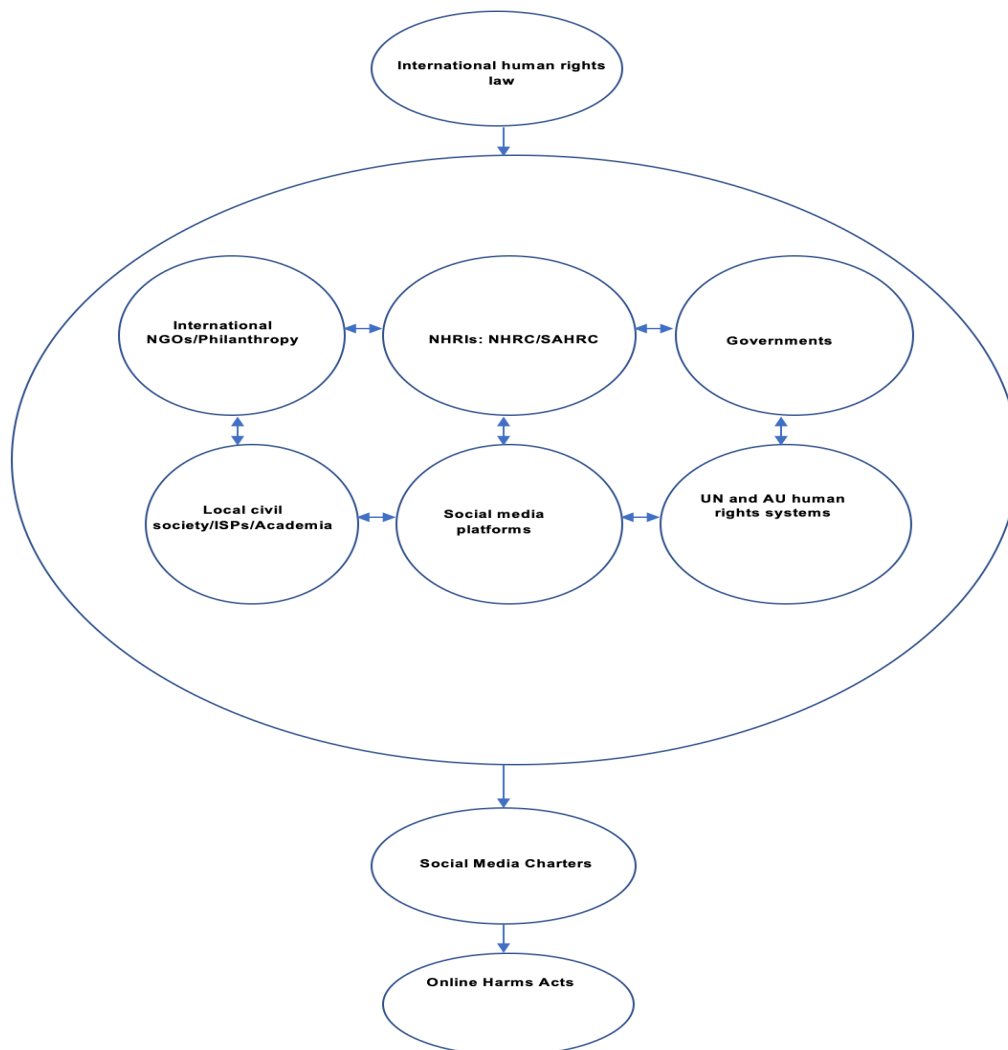 International human rights
law
International
NGOs/Philanthropy
NHRIs: NHRC/SAHRC
Governments
Local civil
society/ISPs/Academia
Social media
platforms
UN and AU human
rights systems
Social Media Charters
Online Harms Acts